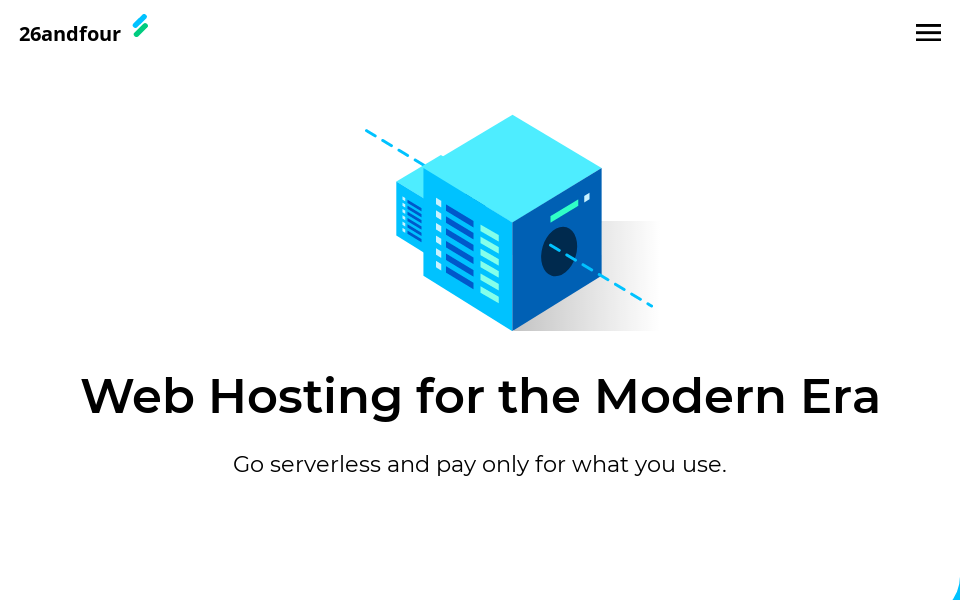 26andfour
Web Hosting for the Modern Era
Go serverless and pay only for what you use.